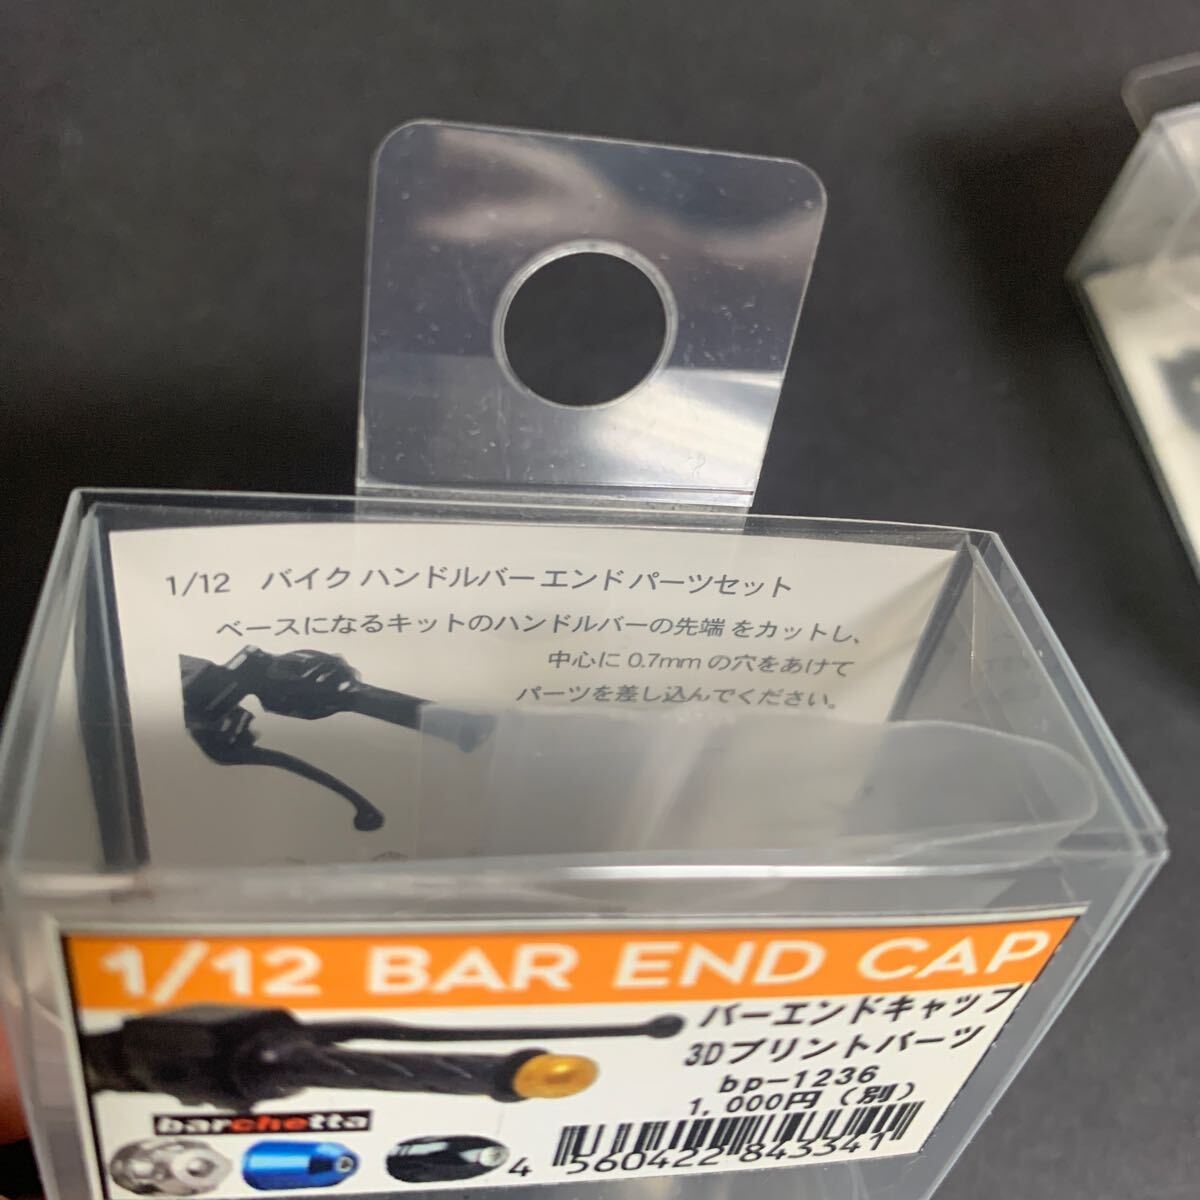 1/12 バイク ハンドルバー エンド パーツセット
ベースになるキットのハンドルバーの先端 をカットし、
中心に 0.7mm の穴をあけて
パーツを差し込んでください。
1/12 BAR END CAP
バーエンドキャップ
3Dプリントパーツ
bp-1236
1,000円（別）
barchetta
4 560422 843341